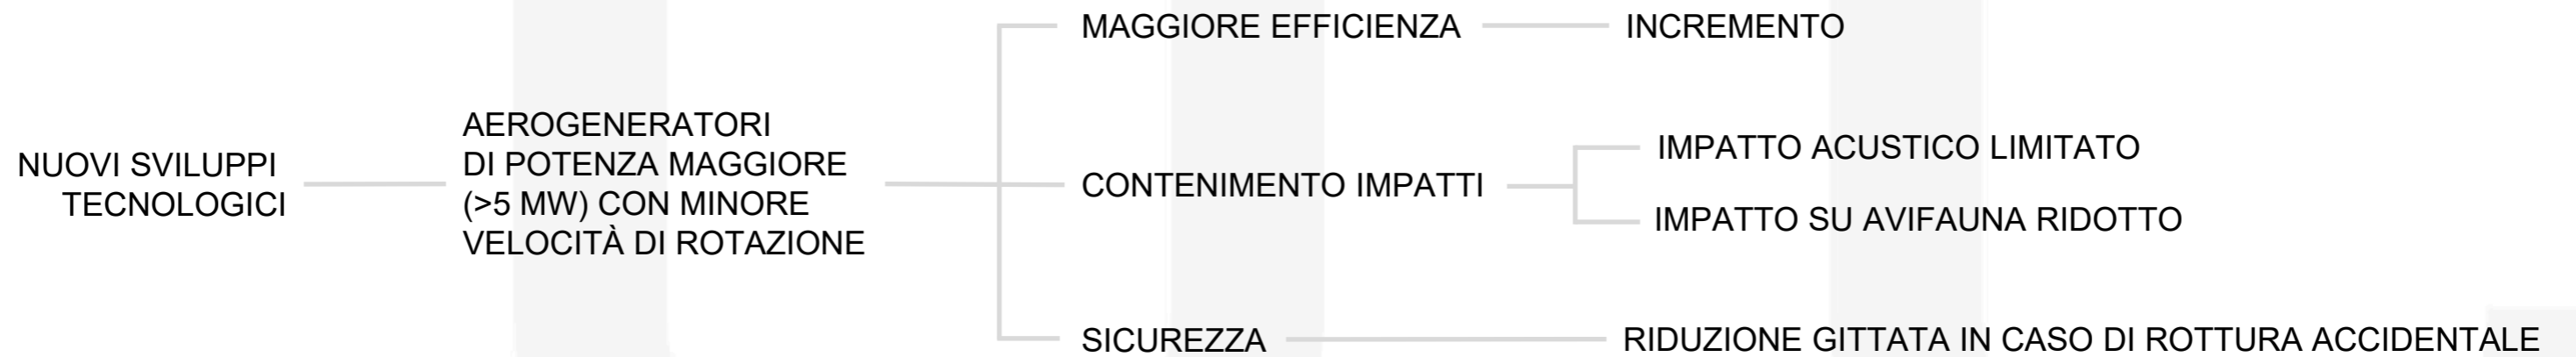 NUOVI SVILUPPI
TECNOLOGICI
AEROGENERATORI
DI POTENZA MAGGIORE
(>5 MW) CON MINORE
VELOCITÀ DI ROTAZIONE
MAGGIORE EFFICIENZA
INCREMENTO
CONTENIMENTO IMPATTI
IMPATTO ACUSTICO LIMITATO
IMPATTO SU AVIFAUNA RIDOTTO
SICUREZZA
RIDUZIONE GITTATA IN CASO DI ROTTURA ACCIDENTALE